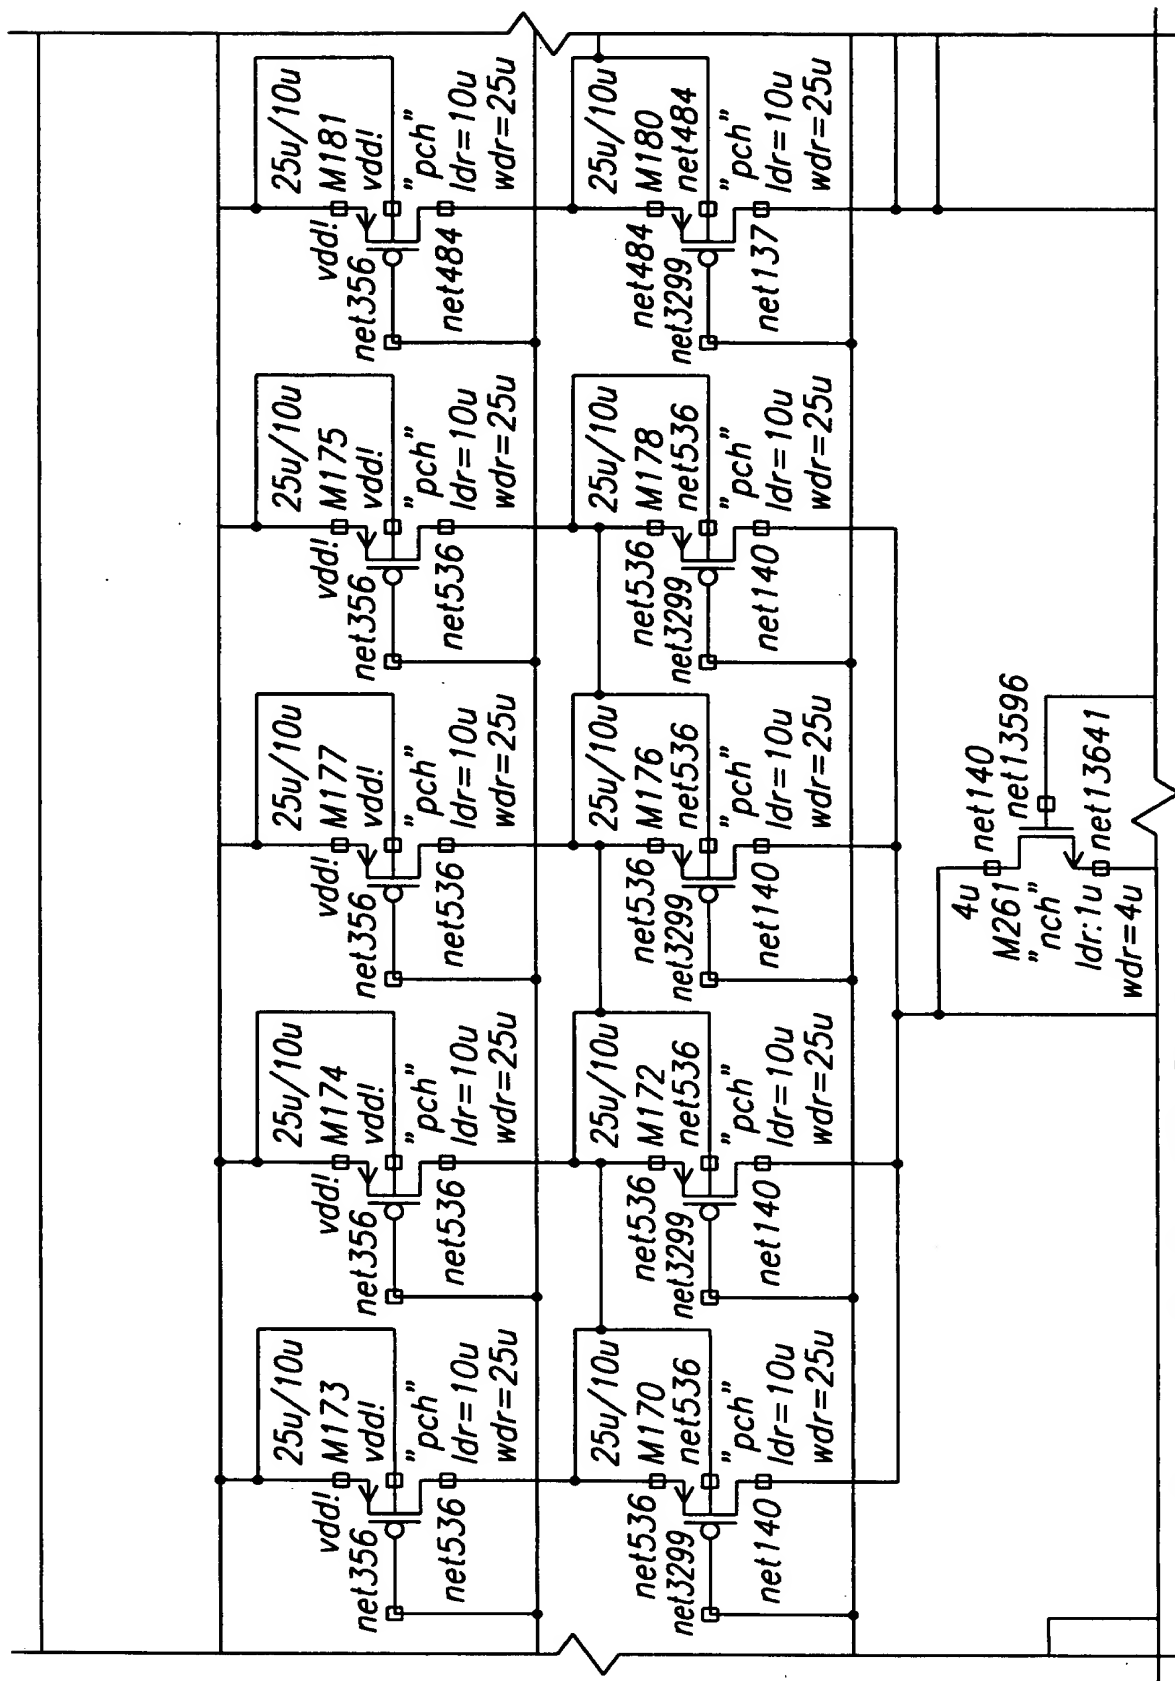 25u/10u
M173
vdd!
vdd!
net356
"pch"
ldr=10u
wdr=25u
net536
25u/10u
M174
vdd!
vdd!
net356
"pch"
ldr=10u
wdr=25u
net536
25u/10u
M177
vdd!
vdd!
net356
"pch"
ldr=10u
wdr=25u
net536
25u/10u
M175
vdd!
vdd!
net356
"pch"
ldr=10u
wdr=25u
net536
25u/10u
M181
vdd!
vdd!
net356
"pch"
ldr=10u
wdr=25u
net484
25u/10u
M170
net536
net536
net3299
"pch"
ldr=10u
wdr=25u
net140
25u/10u
M172
net536
net536
net3299
"pch"
ldr=10u
wdr=25u
net140
25u/10u
M176
net536
net536
net3299
"pch"
ldr=10u
wdr=25u
net140
25u/10u
M178
net536
net536
net3299
"pch"
ldr=10u
wdr=25u
net140
25u/10u
M180
net484
net484
net3299
"pch"
ldr=10u
wdr=25u
net137
4u
net140
M261
net13596
"nch"
ldr:1u
net13641
wdr=4u